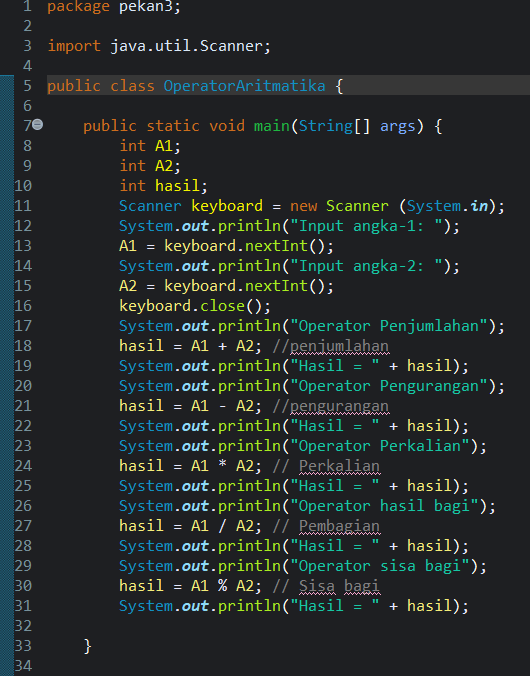 1 package pekan3;
2
3 import java.util.Scanner;
4
5 public class OperatorAritmatika {
6
7 public static void main(String[] args) {
8 int A1;
9 int A2;
10 int hasil;
11 Scanner keyboard = new Scanner (System.in);
12 System.out.println("Input angka-1: ");
13 A1 = keyboard.nextInt();
14 System.out.println("Input angka-2: ");
15 A2 = keyboard.nextInt();
16 keyboard.close();
17 System.out.println("Operator Penjumlahan");
18 hasil = A1 + A2; //penjumlahan
19 System.out.println("Hasil = " + hasil);
20 System.out.println("Operator Pengurangan");
21 hasil = A1 - A2; //pengurangan
22 System.out.println("Hasil = " + hasil);
23 System.out.println("Operator Perkalian");
24 hasil = A1 * A2; // Perkalian
25 System.out.println("Hasil = " + hasil);
26 System.out.println("Operator hasil bagi");
27 hasil = A1 / A2; // Pembagian
28 System.out.println("Hasil = " + hasil);
29 System.out.println("Operator sisa bagi");
30 hasil = A1 % A2; // Sisa bagi
31 System.out.println("Hasil = " + hasil);
32
33 }
34